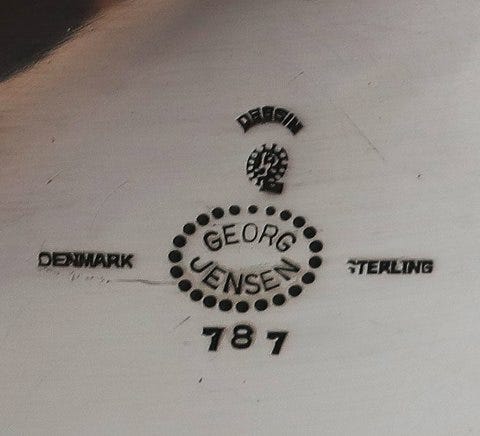 DESSIN
GEORG
JENSEN
DENMARK
STERLING
787